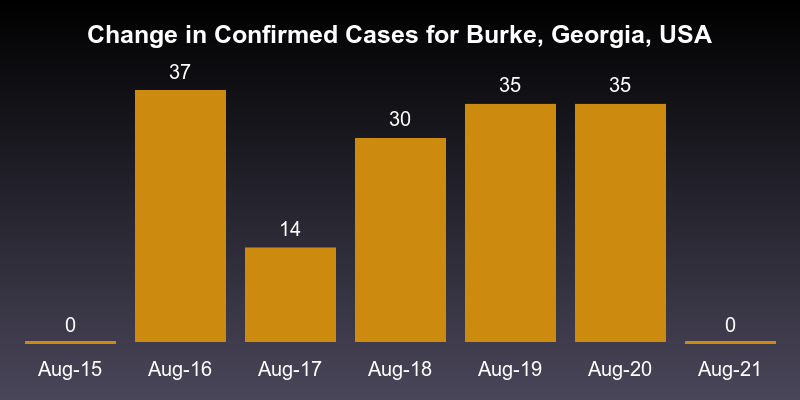 Change in Confirmed Cases for Burke, Georgia, USA
0 37 14 30 35 35 0
Aug-15 Aug-16 Aug-17 Aug-18 Aug-19 Aug-20 Aug-21